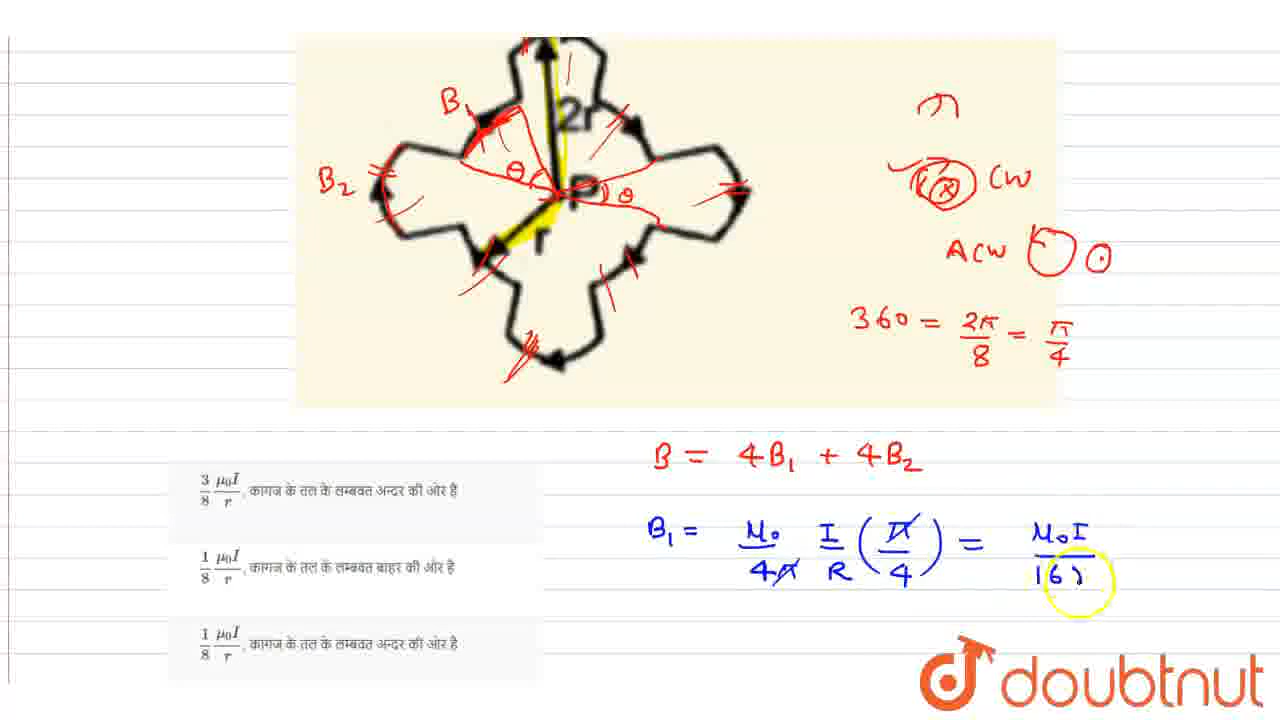 B₁
2r
θ
P
θ
B₂
r
CW
ACW
360 = 2π/8 = π/4
B = 4B₁ + 4B₂
3/8 μ₀I/r, कागज के तल के लम्बवत अन्दर की ओर है
1/8 μ₀I/r, कागज के तल के लम्बवत बाहर की ओर है
1/8 μ₀I/r, कागज के तल के लम्बवत अन्दर की ओर है
B₁ = μ₀/4π I/R (π/4) = μ₀I/16
doubtnut